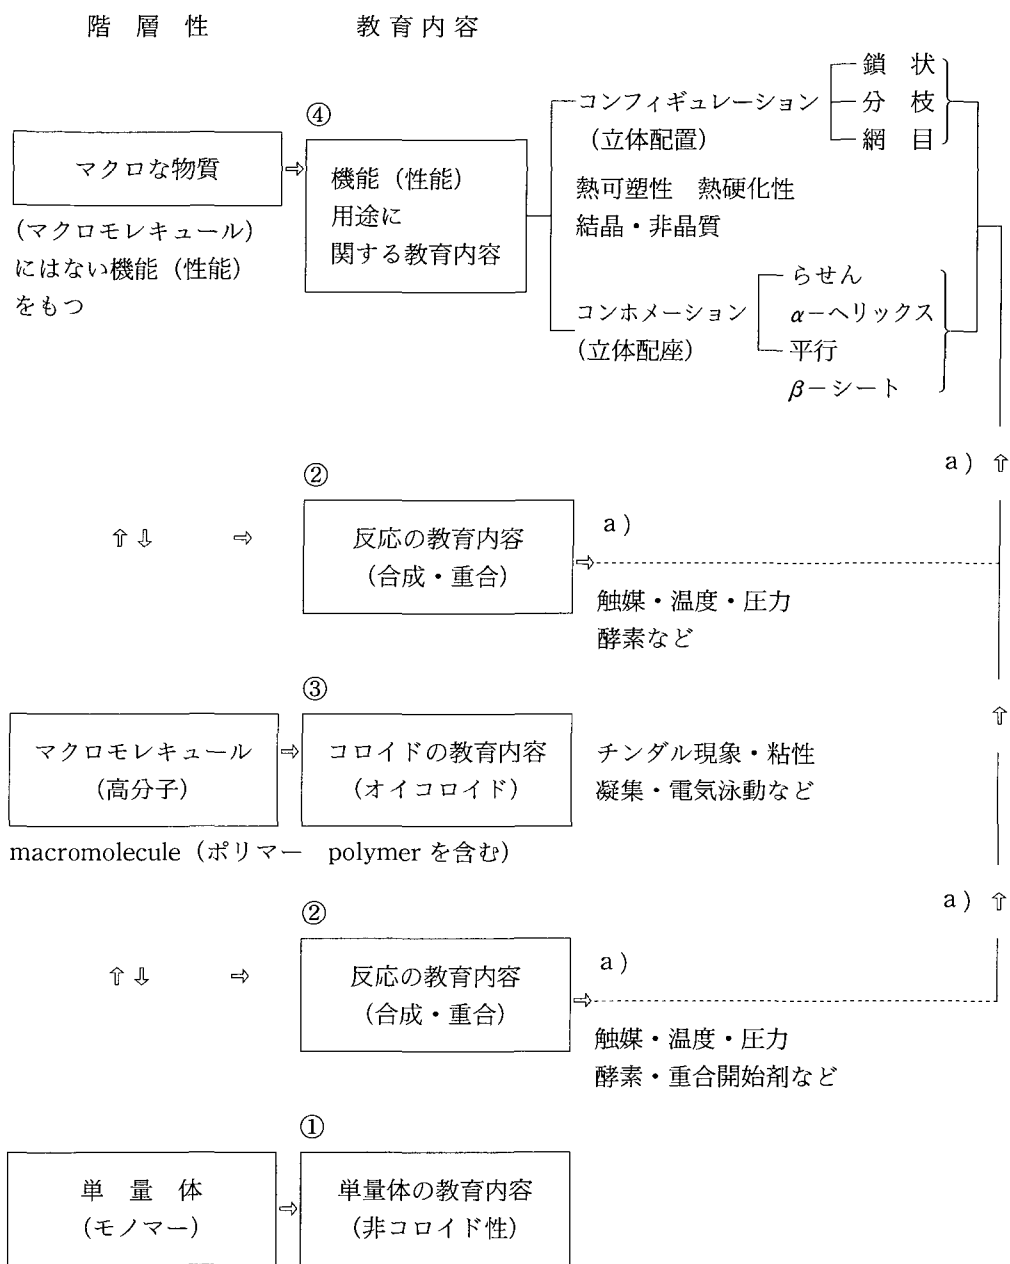 階層性　教育内容
④
マクロな物質
(マクロモレキュール)
にはない機能（性能）
をもつ
機能（性能）
用途に
関する教育内容
コンフィギュレーション
（立体配置）
鎖状
分枝
網目
熱可塑性　熱硬化性
結晶・非品質
コンホメーション
(立体配座)
らせん
α－ヘリックス
平行
β－シート
a)
②
反応の教育内容
(合成・重合)
a)
触媒・温度・圧力
酵素など
③
マクロモレキュール
(高分子)
コロイドの教育内容
(オイコロイド)
チンダル現象・粘性
凝集・電気泳動など
macromolecule（ポリマー　polymerを含む）
a)
②
反応の教育内容
(合成・重合)
a)
触媒・温度・圧力
酵素・重合開始剤など
①
単量体
(モノマー)
単量体の教育内容
(非コロイド性)